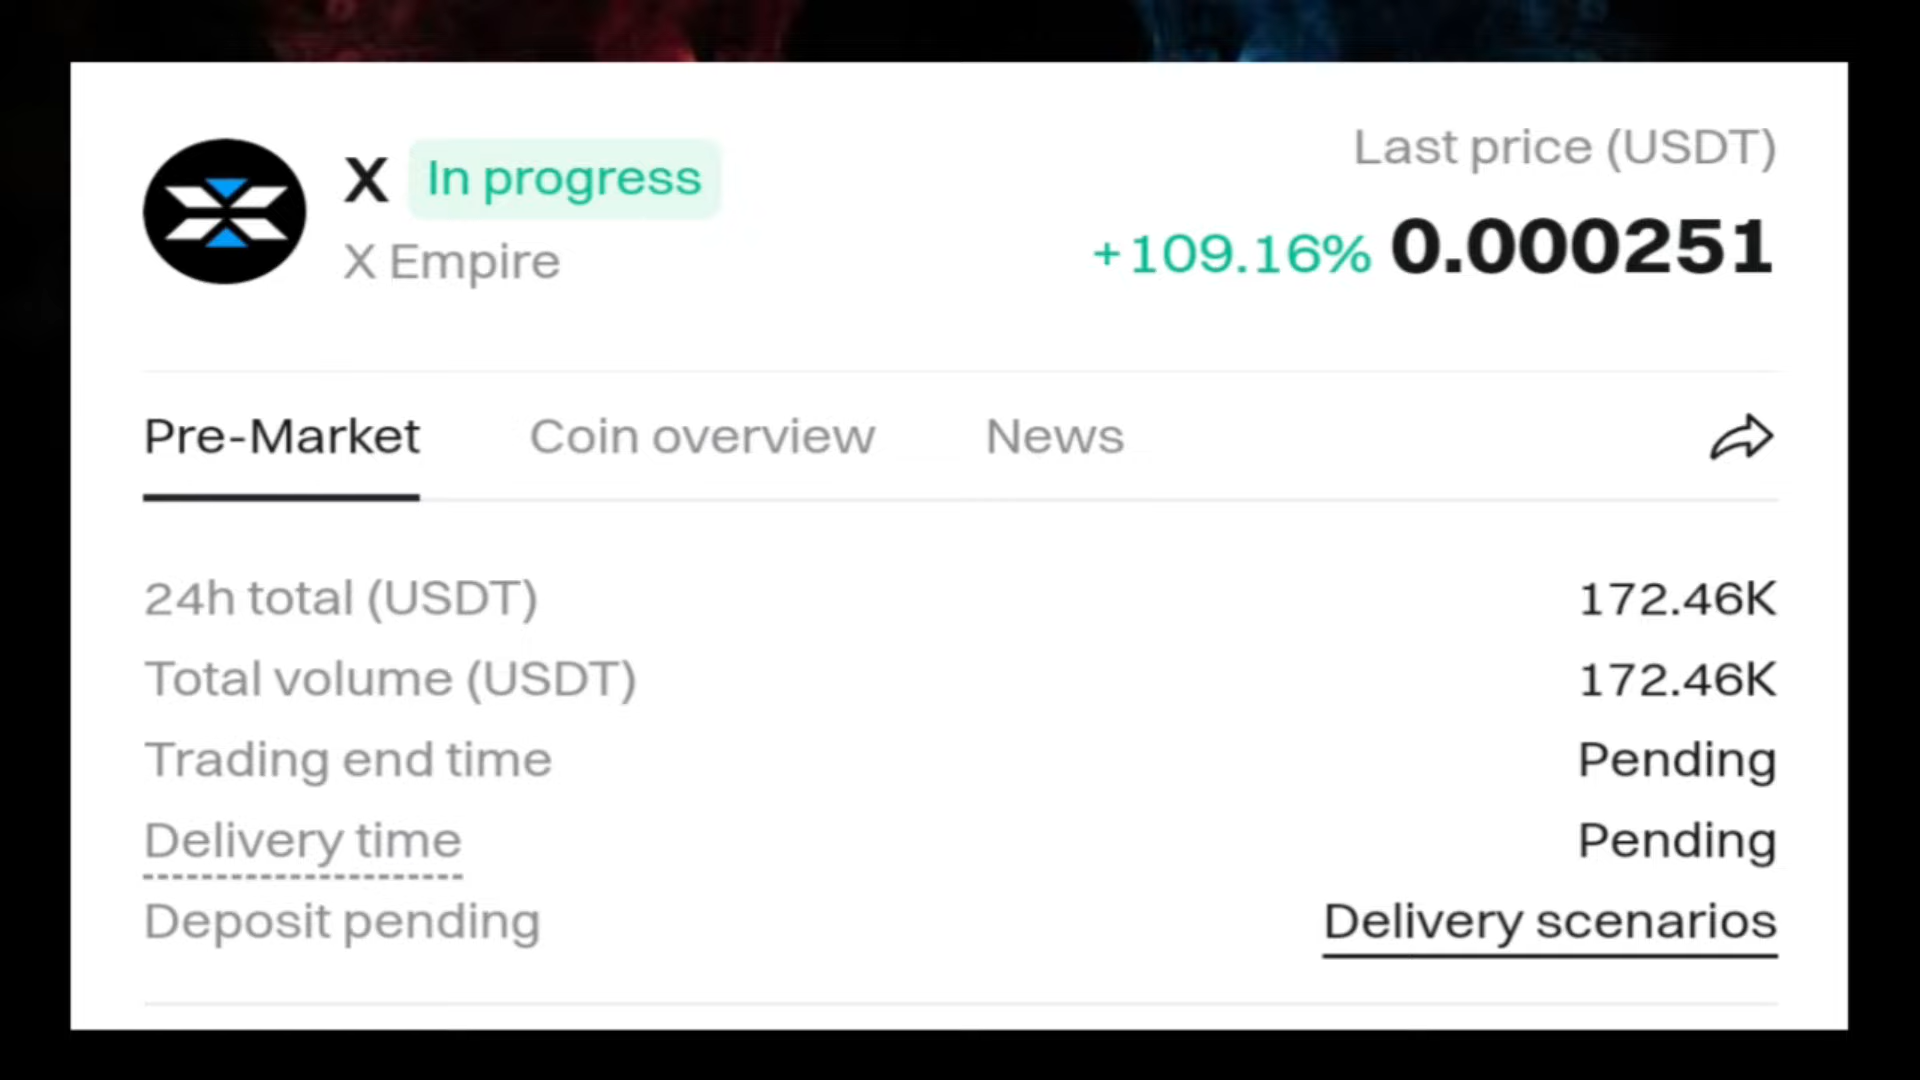 X In progress
X Empire
Last price (USDT)
+109.16% 0.000251
Pre-Market Coin overview News
24h total (USDT) 172.46K
Total volume (USDT) 172.46K
Trading end time Pending
Delivery time Pending
Deposit pending Delivery scenarios